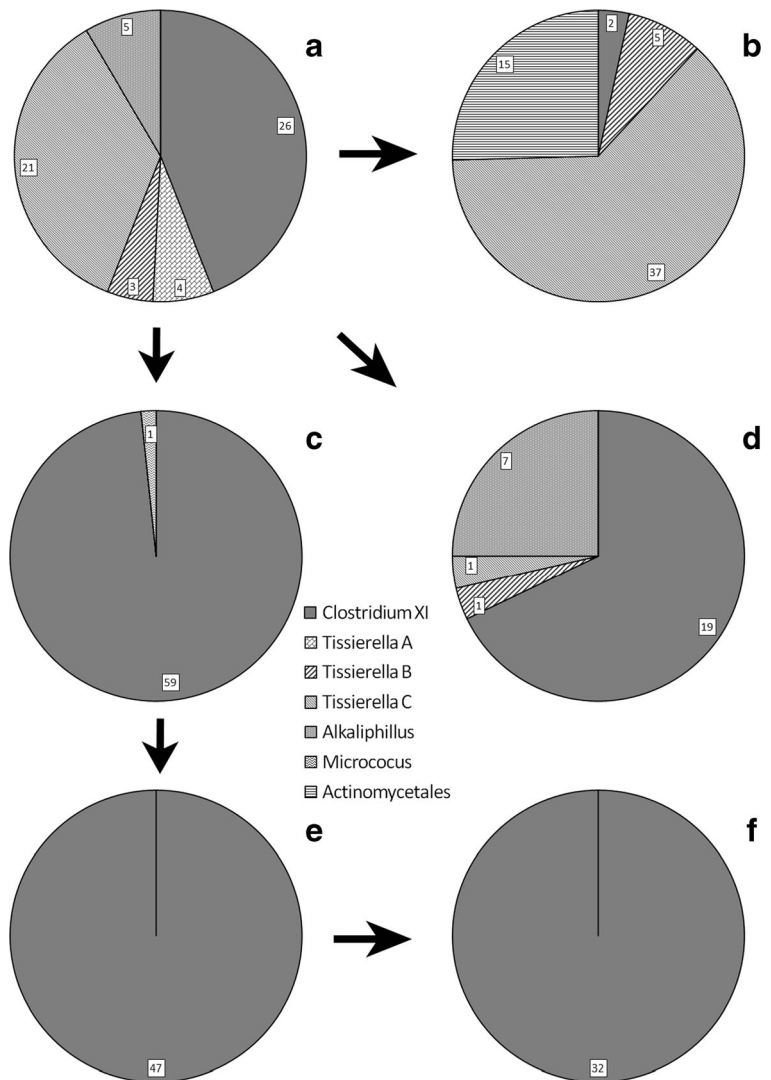 5
a
26
21
3
4
2
5
b
15
37
1
c
59
7
d
1
1
19
Clostridium XI
Tissierella A
Tissierella B
Tissierella C
Alkaliphillus
Micrococus
Actinomycetales
e
47
f
32